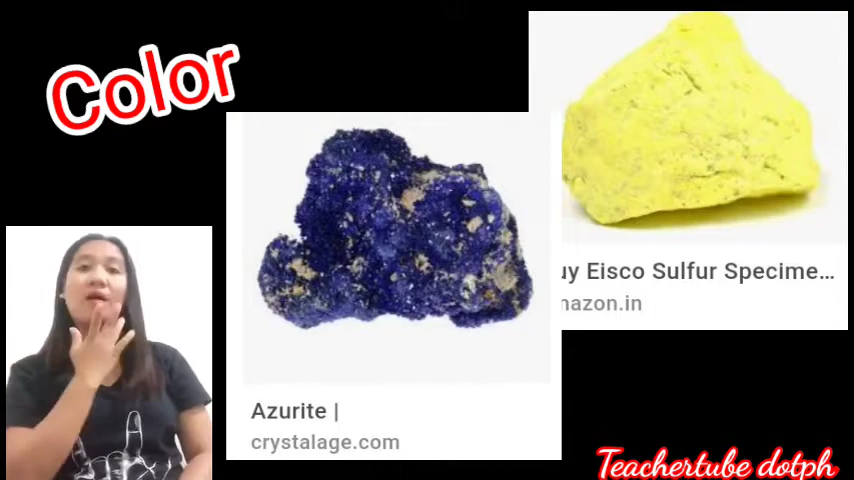 Color
Azurite |
crystalage.com
uy Eisco Sulfur Specime...
nazon.in
Teachertube dotph